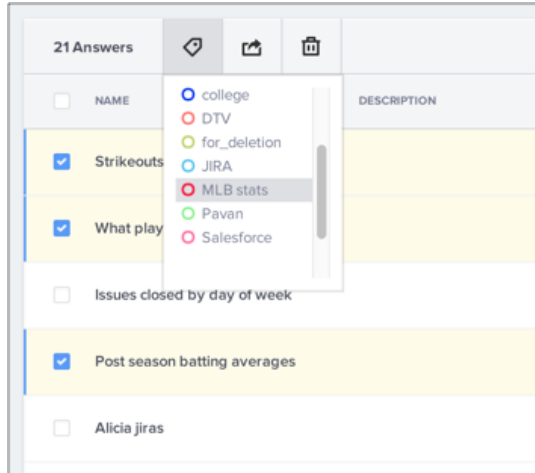 21 Answers
NAME
DESCRIPTION
college
DTV
for_deletion
JIRA
MLB stats
Pavan
Salesforce
Strikeouts
What play
Issues closed by day of week
Post season batting averages
Alicia jiras